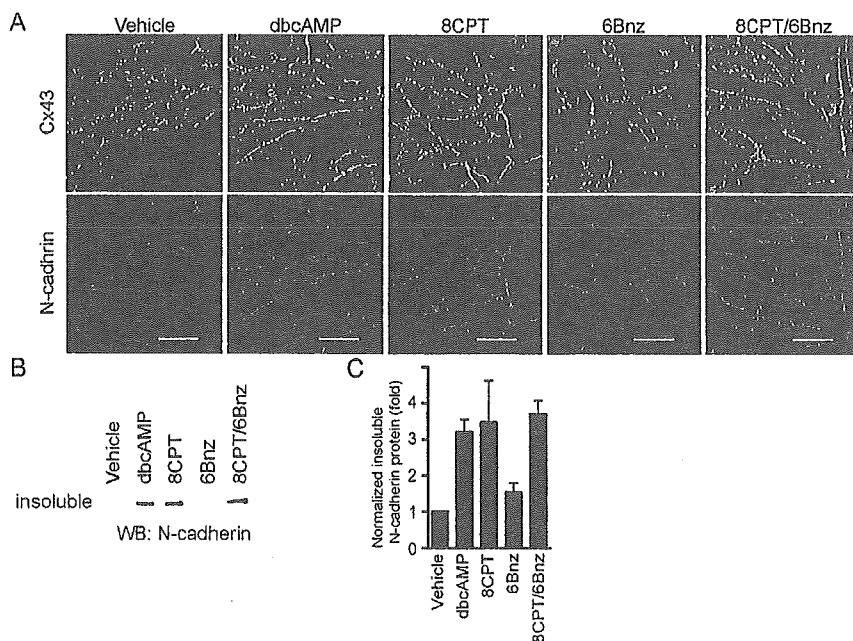 A
Vehicle
dbcAMP
8CPT
6Bnz
8CPT/6Bnz
Cx43
N-cadhrin
B
Vehicle
dbcAMP
8CPT
6Bnz
8CPT/6Bnz
insoluble
WB: N-cadherin
C
Normalized insoluble
N-cadherin protein (fold)
4
3
2
1
0
Vehicle
dbcAMP
8CPT
6Bnz
8CPT/6Bnz